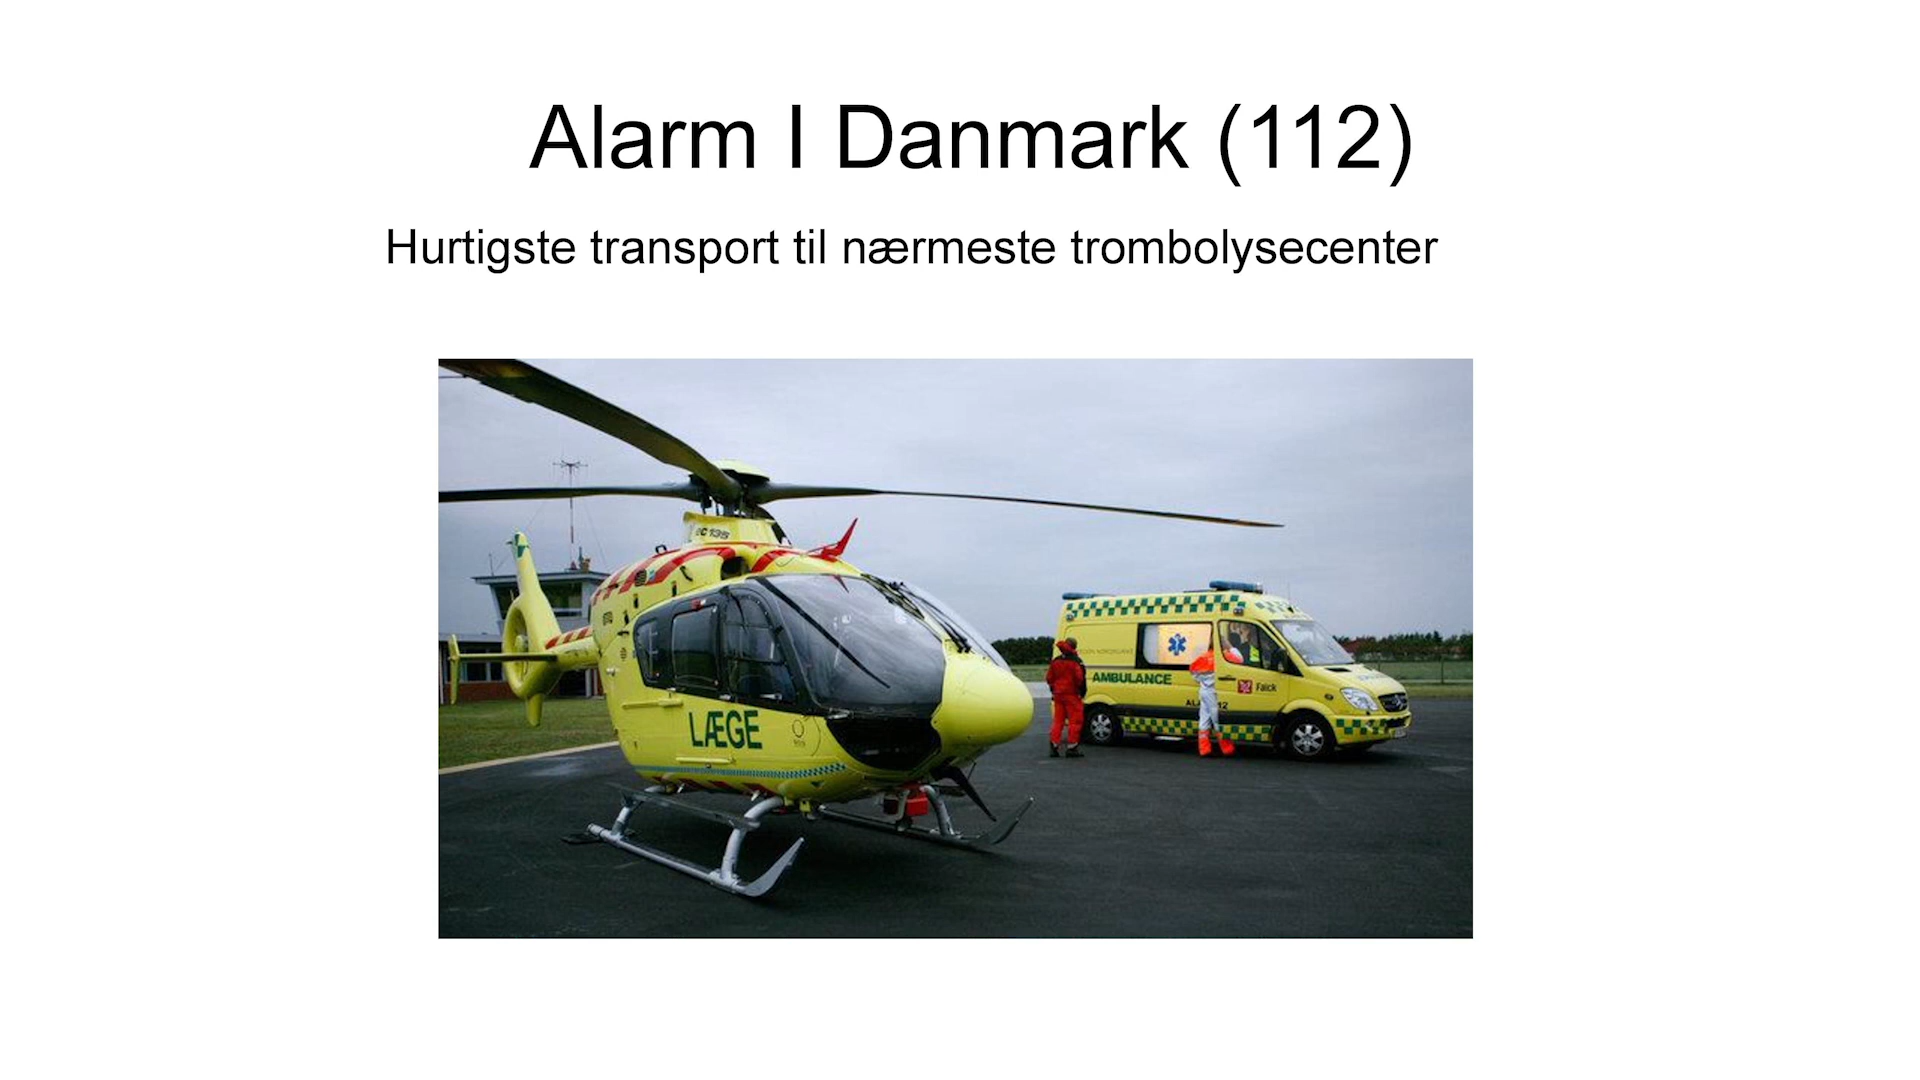 Alarm I Danmark (112)
Hurtigste transport til nærmeste trombolysecenter
EC 135
LÆGE
AMBULANCE
Falck